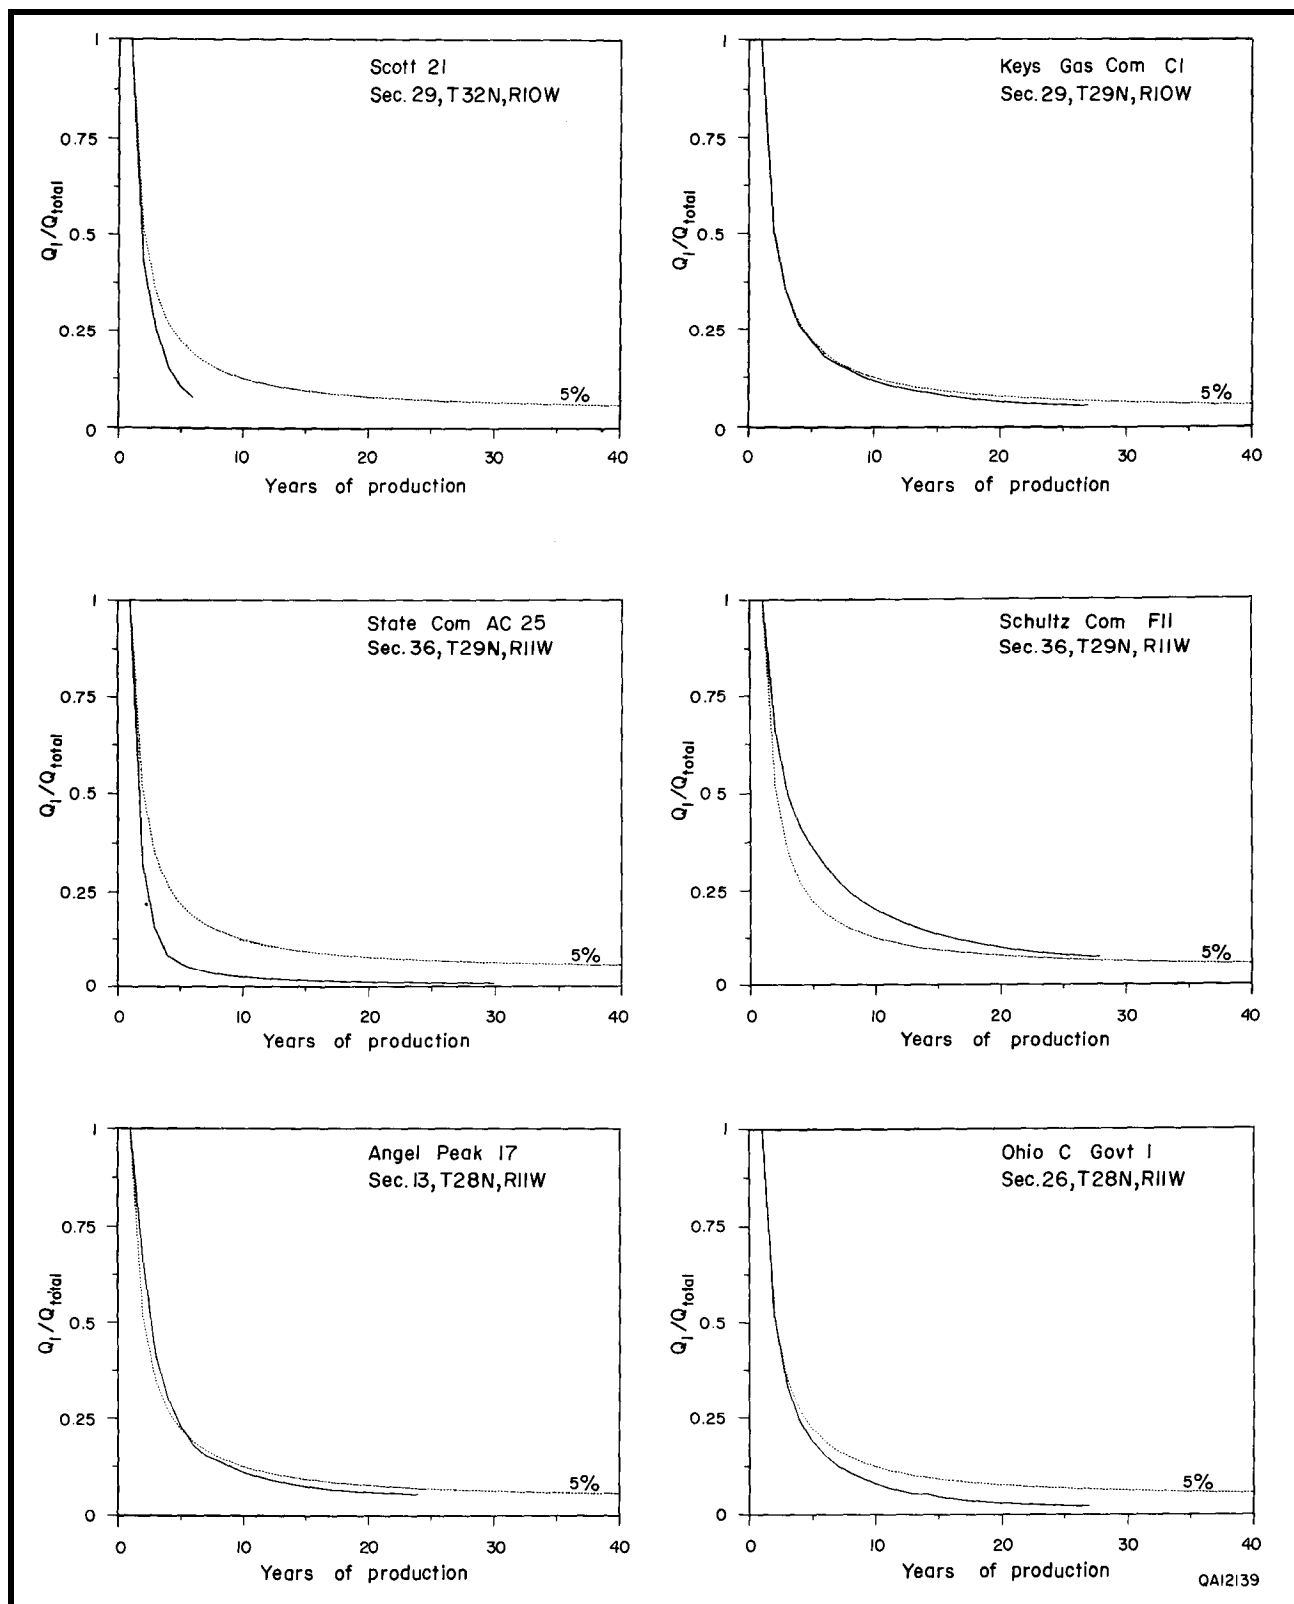 Scott 21
Sec. 29, T32N, R10W
1
0.75
0.5
0.25
0
Qi/Qtotal
5%
0 10 20 30 40
Years of production
Keys Gas Com C1
Sec. 29, T29N, R10W
1
0.75
0.5
0.25
0
Qi/Qtotal
5%
0 10 20 30 40
Years of production
State Com AC 25
Sec. 36, T29N, R11W
1
0.75
0.5
0.25
0
Qi/Qtotal
5%
0 10 20 30 40
Years of production
Schultz Com F11
Sec. 36, T29N, R11W
1
0.75
0.5
0.25
0
Qi/Qtotal
5%
0 10 20 30 40
Years of production
Angel Peak 17
Sec. 13, T28N, R11W
1
0.75
0.5
0.25
0
Qi/Qtotal
5%
0 10 20 30 40
Years of production
Ohio C Govt 1
Sec. 26, T28N, R11W
1
0.75
0.5
0.25
0
Qi/Qtotal
5%
0 10 20 30 40
Years of production
QA12139